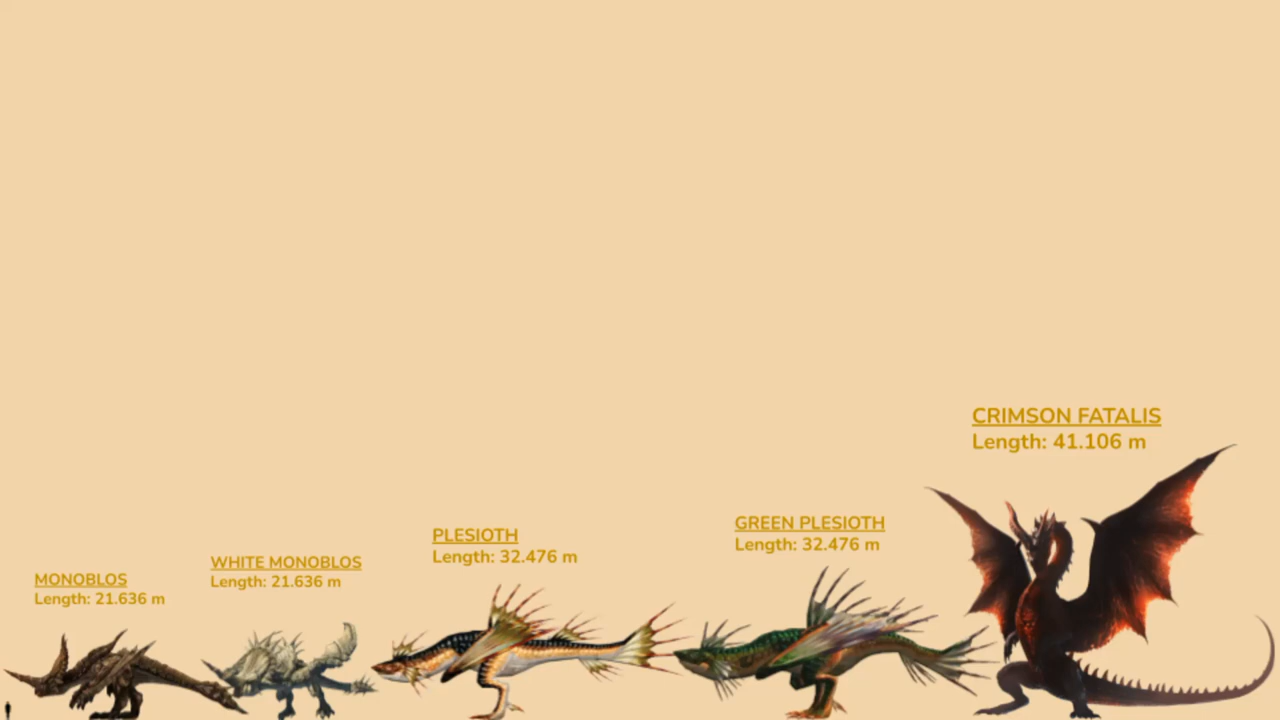 MONOBLOS
Length: 21.636 m
WHITE MONOBLOS
Length: 21.636 m
PLESIOTH
Length: 32.476 m
GREEN PLESIOTH
Length: 32.476 m
CRIMSON FATALIS
Length: 41.106 m